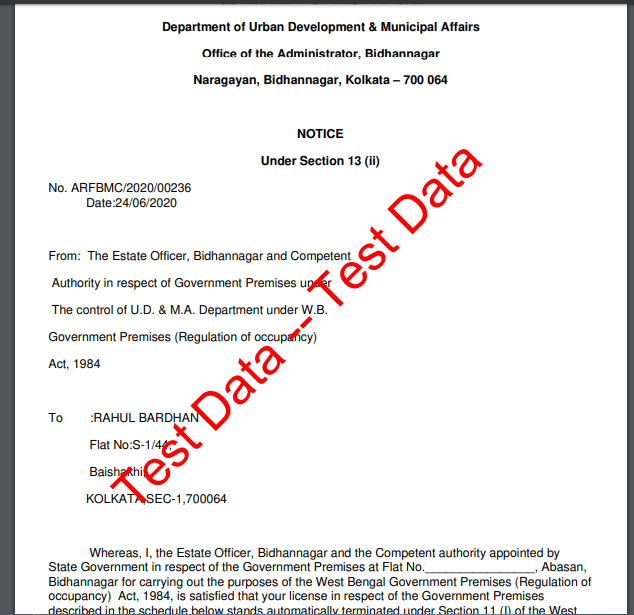 Department of Urban Development & Municipal Affairs
Office of the Administrator, Bidhannagar
Naragayan, Bidhannagar, Kolkata – 700 064
NOTICE
Under Section 13 (ii)
No. ARFBMC/2020/00236
Date:24/06/2020
From: The Estate Officer, Bidhannagar and Competent
Authority in respect of Government Premises under
The control of U.D. & M.A. Department under W.B.
Government Premises (Regulation of occupancy)
Act, 1984
To :RAHUL BARDHAN
Flat No:S-1/44,
Baishakhi,
KOLKATA,SEC-1,700064
Test Data -- Test Data
Whereas, I, the Estate Officer, Bidhannagar and the Competent authority appointed by
State Government in respect of the Government Premises at Flat No.________________, Abasan,
Bidhannagar for carrying out the purposes of the West Bengal Government Premises (Regulation of
occupancy) Act, 1984, is satisfied that your license in respect of the Government Premises
described in the schedule below stands automatically terminated under Section 11 (I) of the West